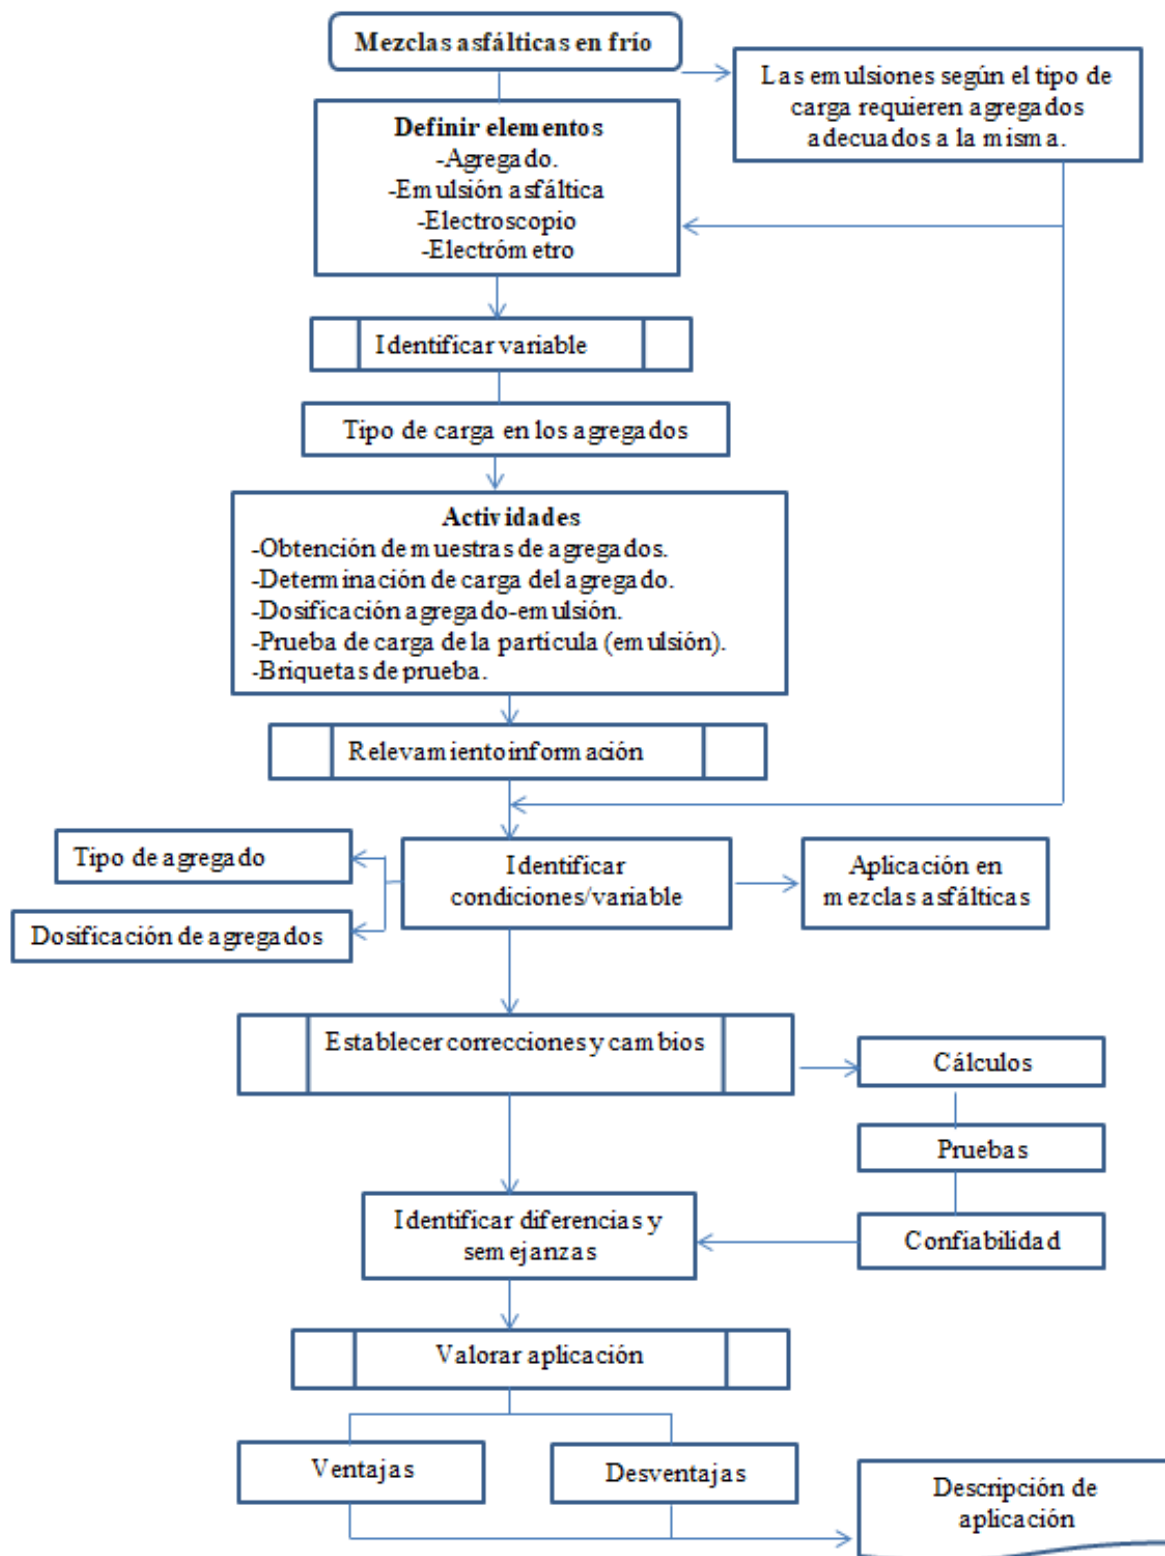 Mezclas asfálticas en frío
Las emulsiones según el tipo de
carga requieren agregados
adecuados a la misma.
Definir elementos
-Agregado.
-Emulsión asfáltica
-Electroscopio
-Electrómetro
Identificar variable
Tipo de carga en los agregados
Actividades
-Obtención de muestras de agregados.
-Determinación de carga del agregado.
-Dosificación agregado-emulsión.
-Prueba de carga de la partícula (emulsión).
-Briquetas de prueba.
Relevamiento información
Tipo de agregado
Dosificación de agregados
Identificar
condiciones/variable
Aplicación en
mezclas asfálticas
Establecer correcciones y cambios
Cálculos
Pruebas
Confiabilidad
Identificar diferencias y
semejanzas
Valorar aplicación
Ventajas
Desventajas
Descripción de
aplicación